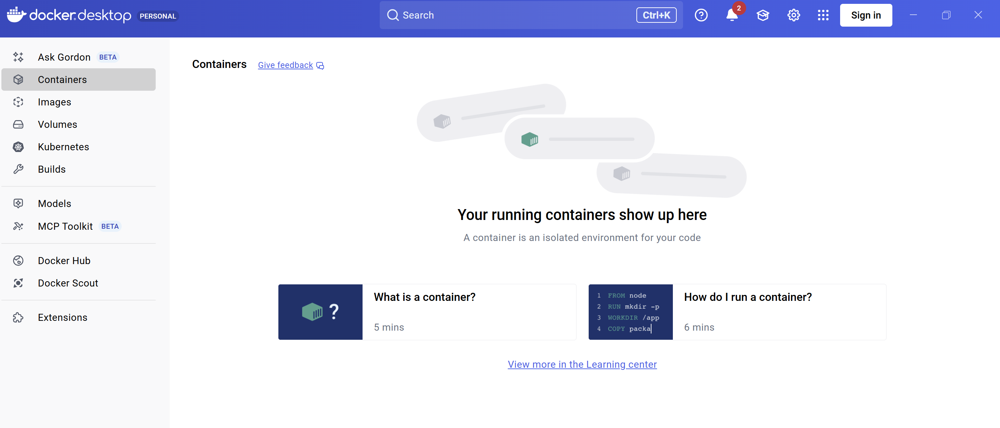 docker.desktop PERSONAL
Search Ctrl+K
2
Sign in
Ask Gordon BETA
Containers
Images
Volumes
Kubernetes
Builds
Models
MCP Toolkit BETA
Docker Hub
Docker Scout
Extensions
Containers Give feedback
Your running containers show up here
A container is an isolated environment for your code
?
What is a container?
5 mins
1 FROM node
2 RUN mkdir -p
3 WORKDIR /app
4 COPY packa
How do I run a container?
6 mins
View more in the Learning center